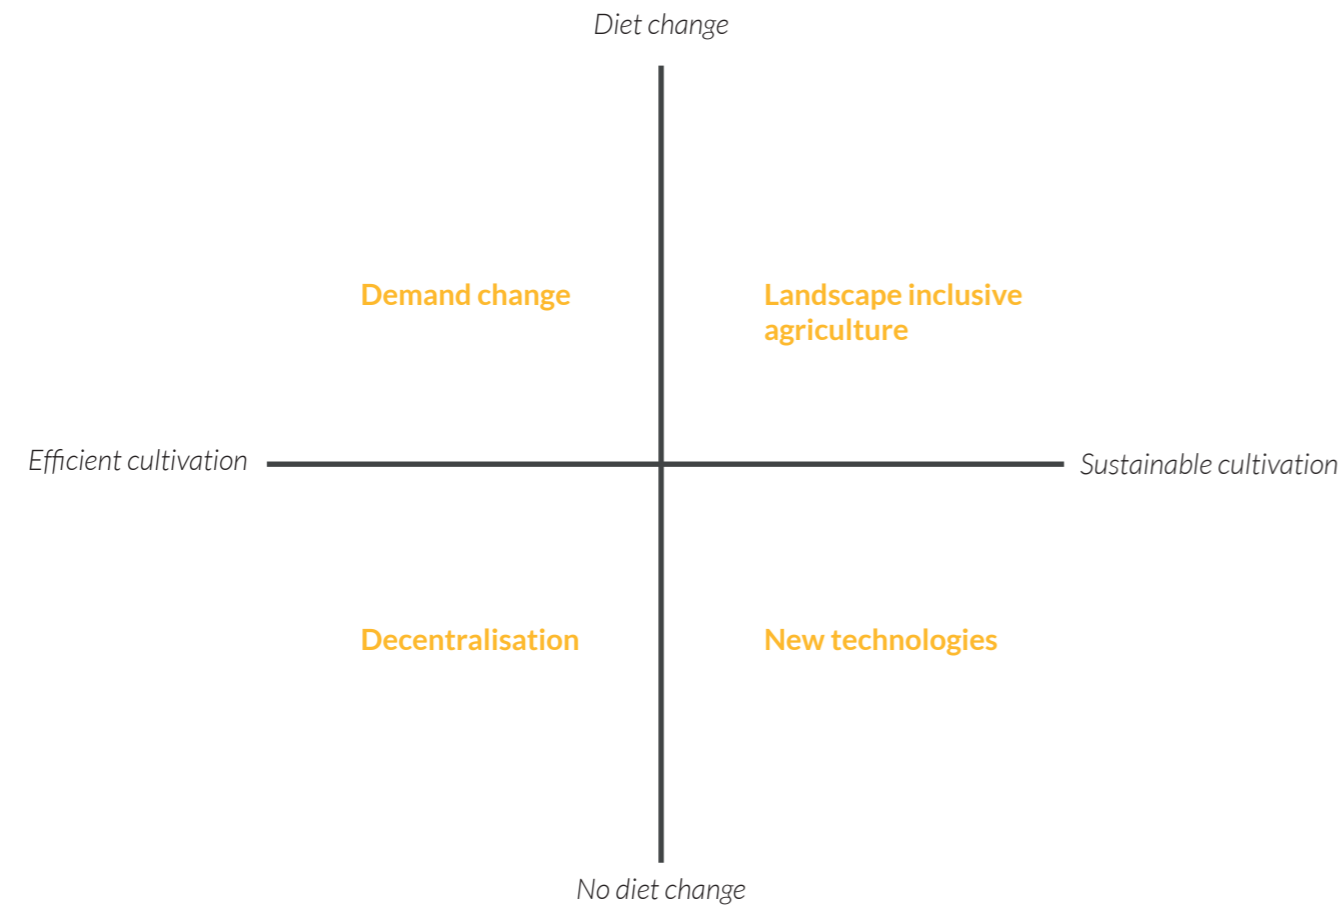 Diet change
Demand change
Landscape inclusive
agriculture
Efficient cultivation
Sustainable cultivation
Decentralisation
New technologies
No diet change